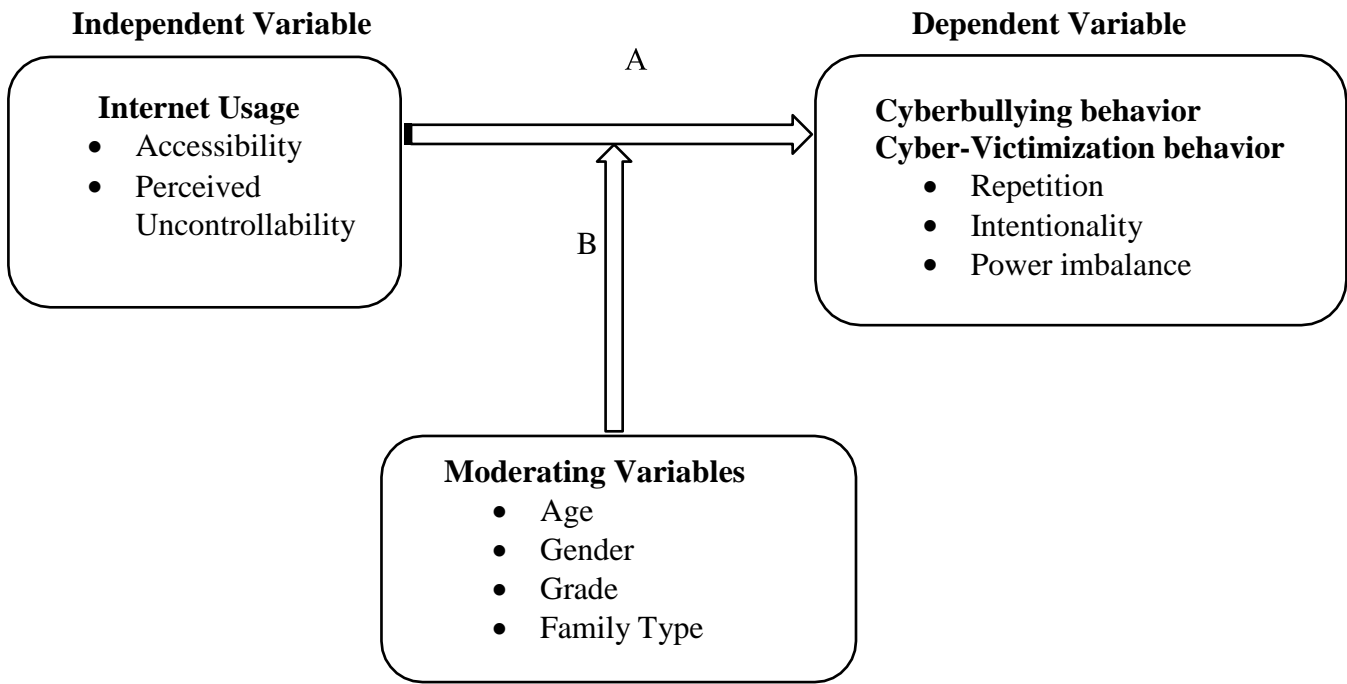 Independent Variable
Dependent Variable
A
Internet Usage
• Accessibility
• Perceived
Uncontrollability
Cyberbullying behavior
Cyber-Victimization behavior
• Repetition
• Intentionality
• Power imbalance
B
Moderating Variables
• Age
• Gender
• Grade
• Family Type